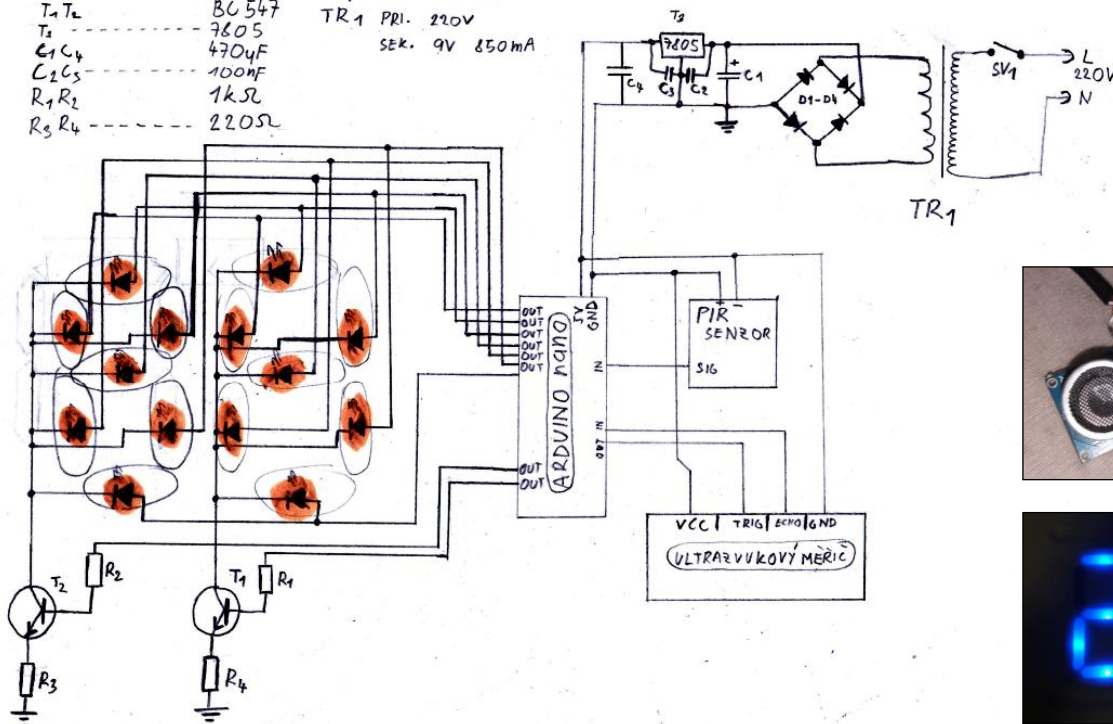 T1 T2 BC 547
T3 ---------- 7805
C1 C4 470uF
C2 C3 ---------- 100nF
R1 R2 1kΩ
R3 R4 ---------- 220Ω
TR1 PRI. 220V
SEK. 9V 850mA
T3
7805
C4
C3
C2
+
C1
D1-D4
SV1
L
220V
N
TR1
OUT
OUT
OUT
OUT
OUT
OUT
OUT
OUT
5V
GND
IN
IN
OUT
ARDUINO nano
+ -
PIR
SENZOR
SIG
VCC | TRIG | ECHO | GND
ULTRAZVUKOVÝ MĚŘIČ
R2
T2
R3
T1
R1
R4